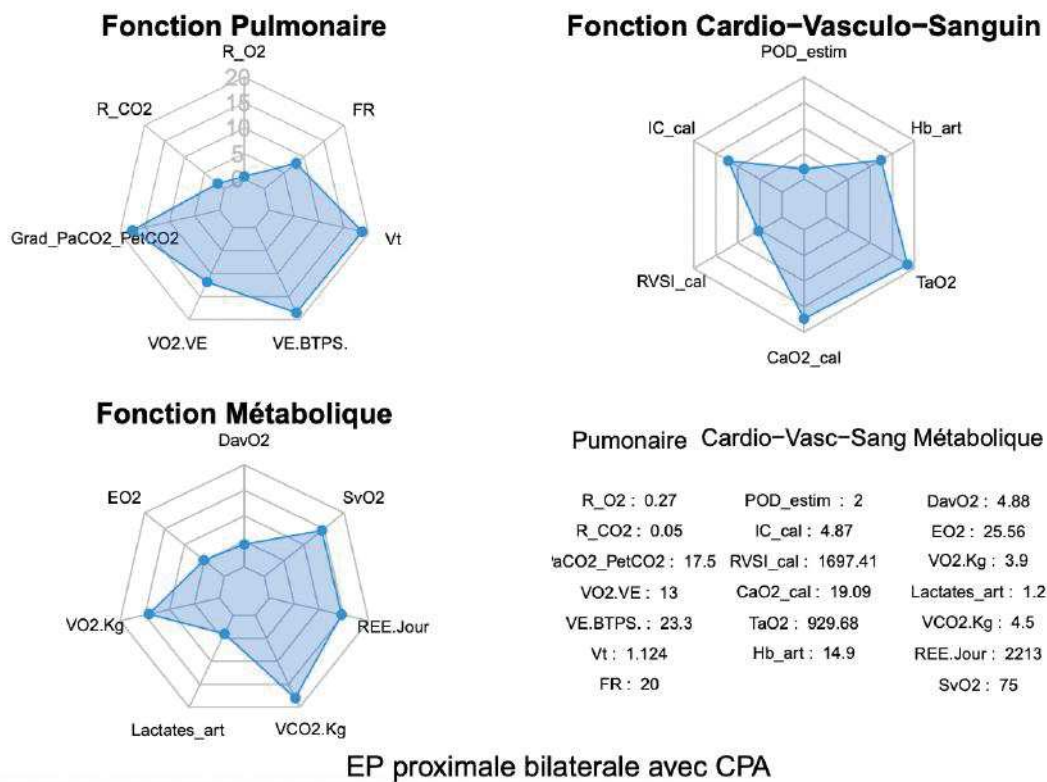 Fonction Pulmonaire
R_O2
20
15
10
5
0
FR
R_CO2
Grad_PaCO2_PetCO2
Vt
VO2.VE
VE.BTPS.
Fonction Cardio-Vasculo-Sanguin
POD_estim
IC_cal
Hb_art
RVSI_cal
TaO2
CaO2_cal
Fonction Métabolique
DavO2
EO2
SvO2
VO2.Kg
REE.Jour
Lactates_art
VCO2.Kg
Pumonaire Cardio-Vasc-Sang Métabolique
R_O2 : 0.27 POD_estim : 2 DavO2 : 4.88
R_CO2 : 0.05 IC_cal : 4.87 EO2 : 25.56
'aCO2_PetCO2 : 17.5 RVSI_cal : 1697.41 VO2.Kg : 3.9
VO2.VE : 13 CaO2_cal : 19.09 Lactates_art : 1.2
VE.BTPS. : 23.3 TaO2 : 929.68 VCO2.Kg : 4.5
Vt : 1.124 Hb_art : 14.9 REE.Jour : 2213
FR : 20 SvO2 : 75
EP proximale bilaterale avec CPA